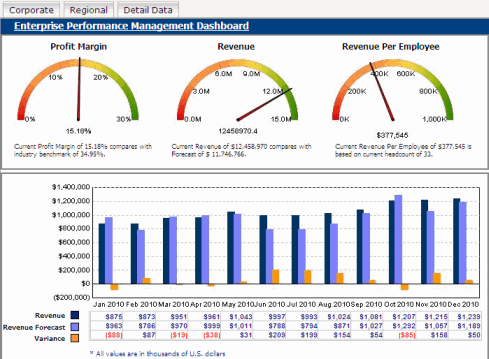 Corporate Regional Detail Data
Enterprise Performance Management Dashboard
Profit Margin Revenue Revenue Per Employee
10% 20% 6.0M 9.0M 400K 600K
3.0M 12.0M 200K 800K
0% 30% 0.0M 15.0M 0K 1,000K
15.18% 12458970.4 $377,545
Current Profit Margin of 15.18% compares with
industry benchmark of 34.95%.
Current Revenue of $12,458,970 compares with
Forecast of $ 11,746,766.
Current Revenue Per Employee of $377,545 is
based on current headcount of 33.
$1,400,000
$1,200,000
$1,000,000
$800,000
$600,000
$400,000
$200,000
$0
($200,000)
Jan 2010 Feb 2010 Mar 2010 Apr 2010 May 2010 Jun 2010 Jul 2010 Aug 2010 Sep 2010 Oct 2010 Nov 2010 Dec 2010
Revenue $875 $873 $951 $961 $1,043 $997 $993 $1,024 $1,081 $1,207 $1,215 $1,239
Revenue Forecast $963 $786 $970 $999 $1,011 $788 $794 $871 $1,027 $1,292 $1,057 $1,189
Variance ($88) $87 ($19) ($38) $31 $209 $199 $154 $54 ($85) $158 $50
* All values are in thousands of U.S. dollars